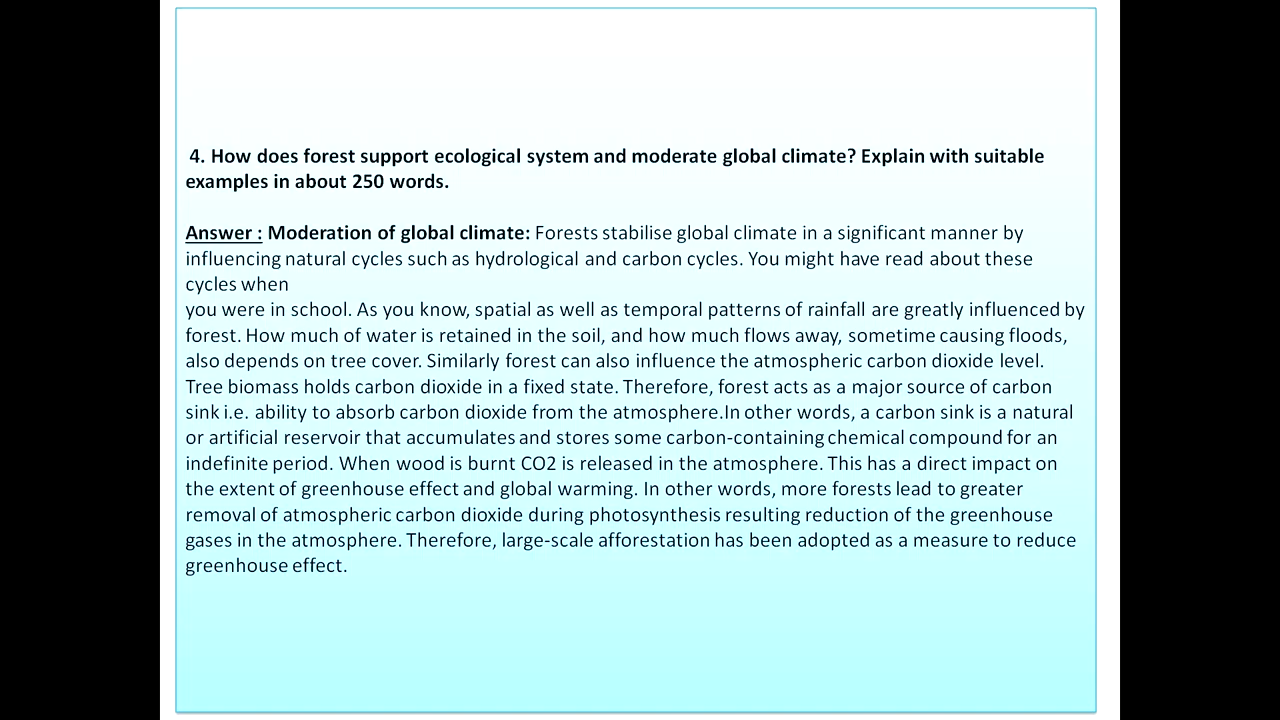 4. How does forest support ecological system and moderate global climate? Explain with suitable
examples in about 250 words.
Answer : Moderation of global climate: Forests stabilise global climate in a significant manner by
influencing natural cycles such as hydrological and carbon cycles. You might have read about these
cycles when
you were in school. As you know, spatial as well as temporal patterns of rainfall are greatly influenced by
forest. How much of water is retained in the soil, and how much flows away, sometime causing floods,
also depends on tree cover. Similarly forest can also influence the atmospheric carbon dioxide level.
Tree biomass holds carbon dioxide in a fixed state. Therefore, forest acts as a major source of carbon
sink i.e. ability to absorb carbon dioxide from the atmosphere.In other words, a carbon sink is a natural
or artificial reservoir that accumulates and stores some carbon-containing chemical compound for an
indefinite period. When wood is burnt CO2 is released in the atmosphere. This has a direct impact on
the extent of greenhouse effect and global warming. In other words, more forests lead to greater
removal of atmospheric carbon dioxide during photosynthesis resulting reduction of the greenhouse
gases in the atmosphere. Therefore, large-scale afforestation has been adopted as a measure to reduce
greenhouse effect.